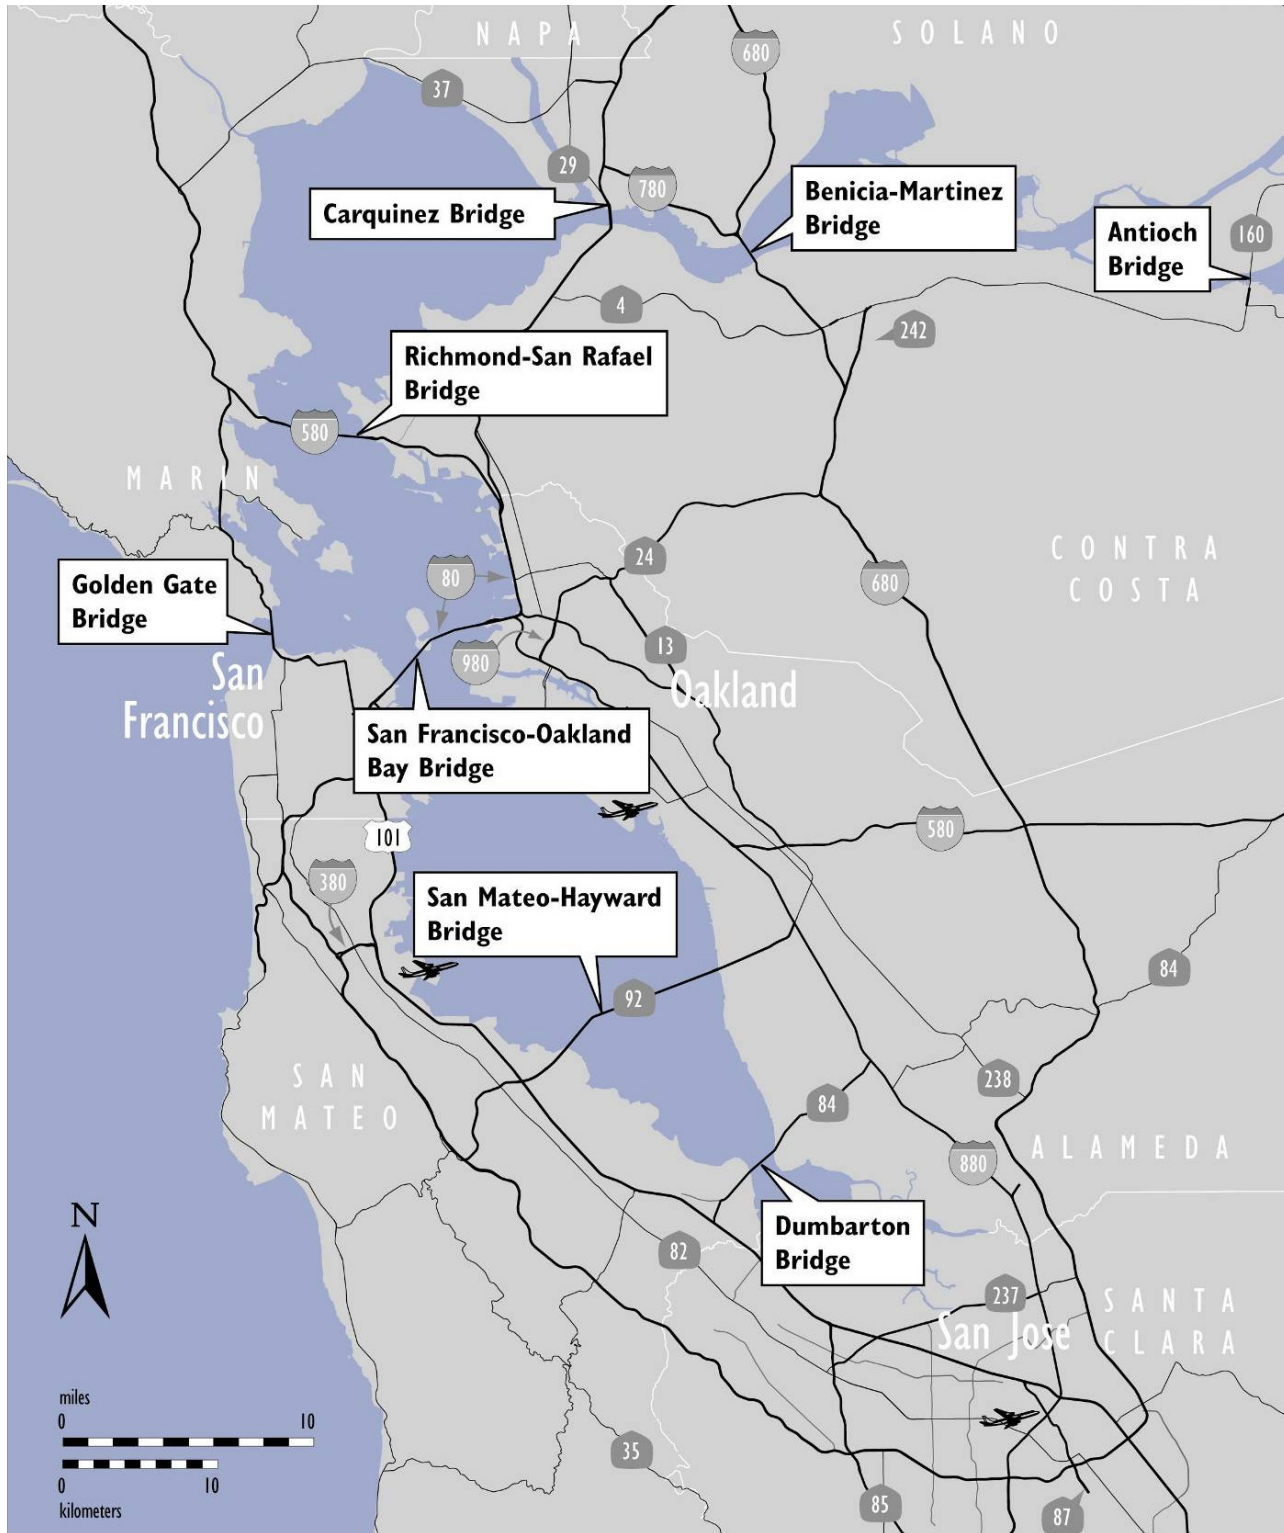 NAPA
SOLANO
680
37
29
780
Carquinez Bridge
Benicia-Martinez
Bridge
Antioch
Bridge
160
4
242
Richmond-San Rafael
Bridge
580
MARIN
24
80
680
CONTRA
COSTA
Golden Gate
Bridge
980
13
San
Francisco
Oakland
San Francisco-Oakland
Bay Bridge
101
580
380
San Mateo-Hayward
Bridge
84
92
SAN
MATEO
238
84
880
ALAMEDA
Dumbarton
Bridge
N
82
237
San Jose
SANTA
CLARA
miles
0 10
0 10
kilometers
35
85
87